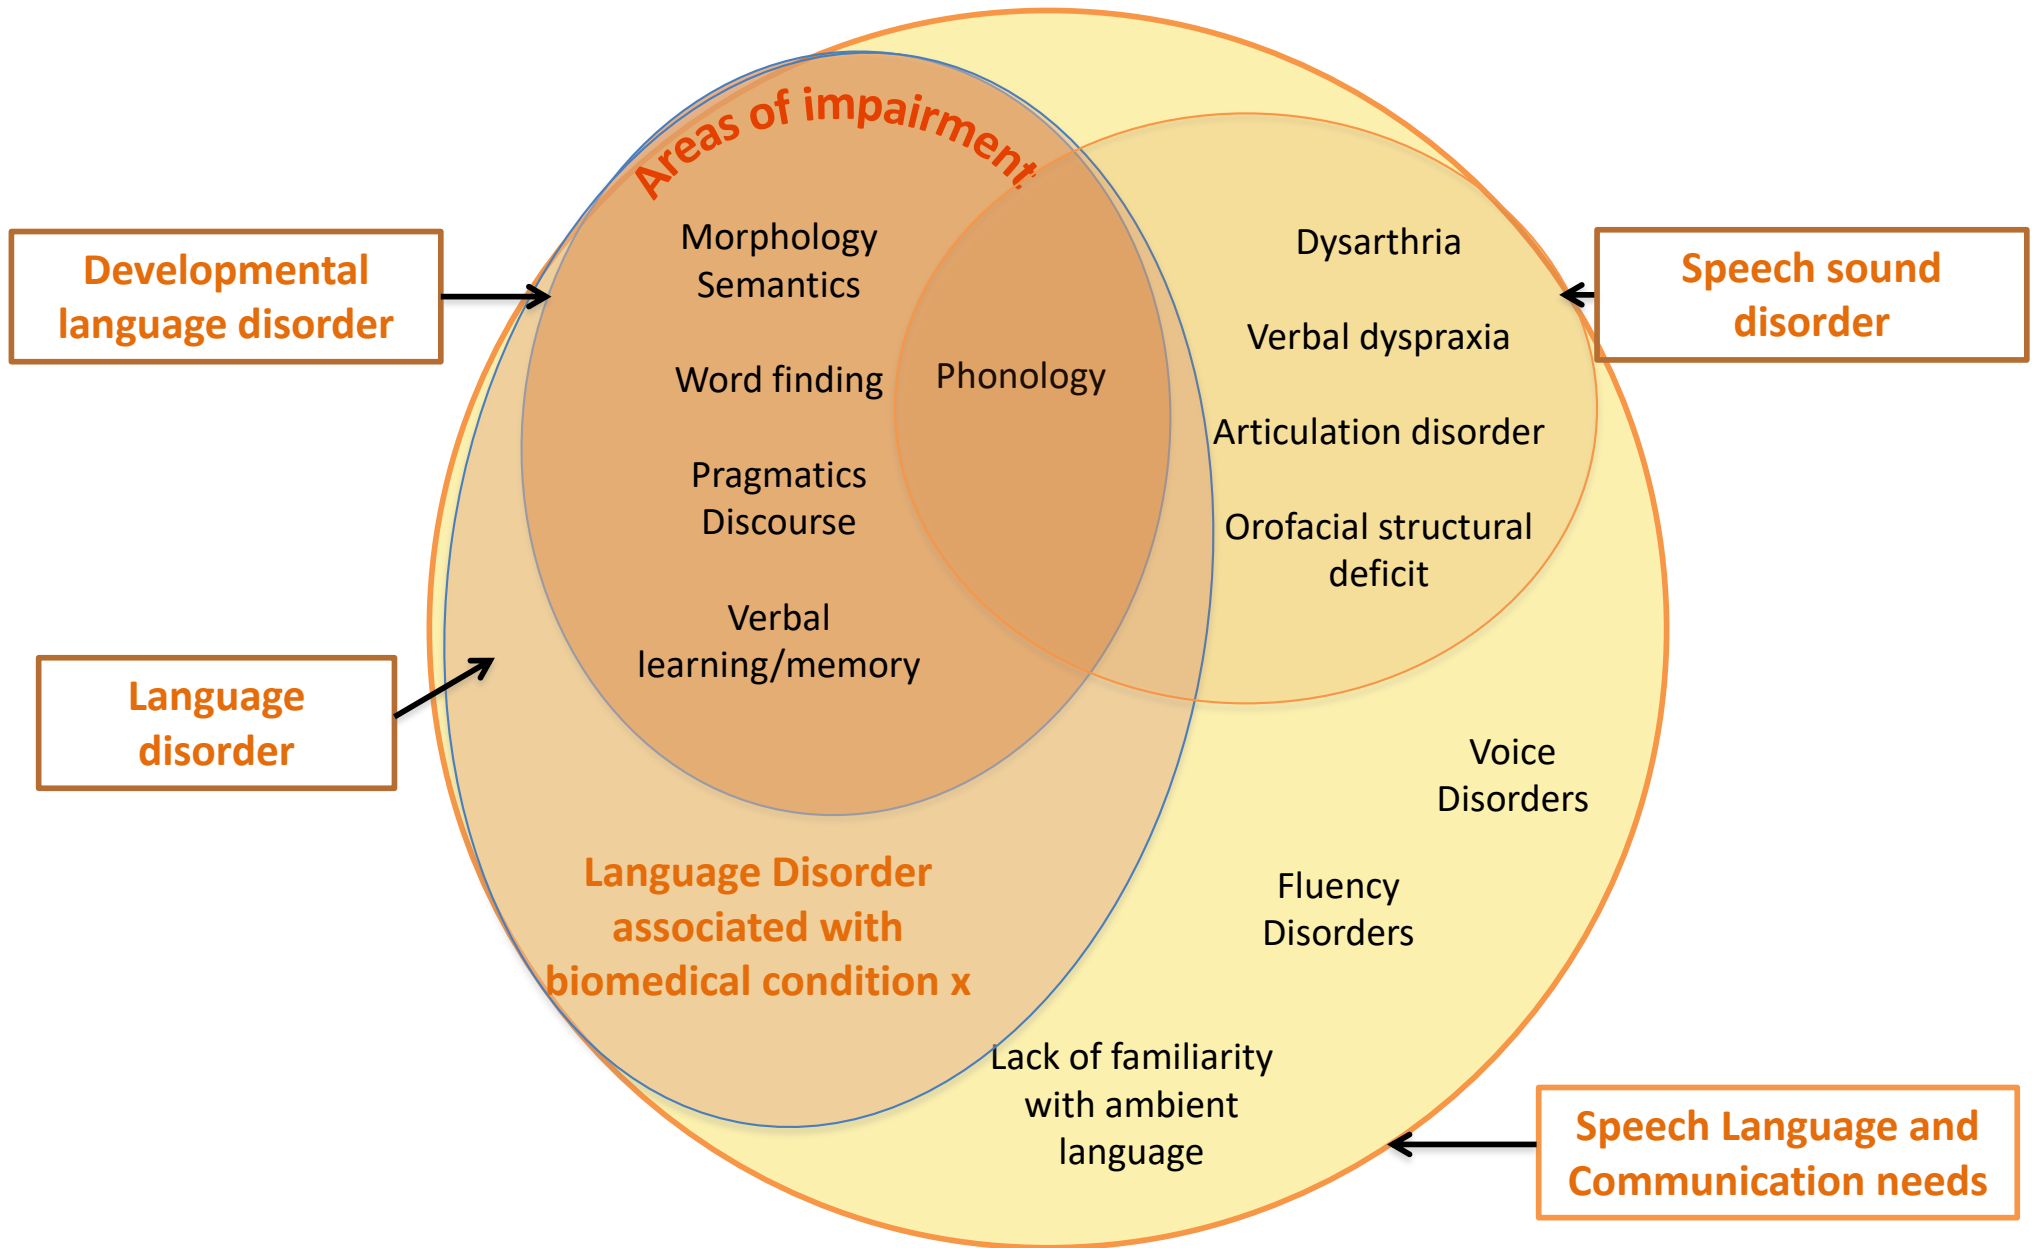 Areas of impairment
Morphology
Semantics
Word finding
Pragmatics
Discourse
Verbal
learning/memory
Phonology
Dysarthria
Verbal dyspraxia
Articulation disorder
Orofacial structural
deficit
Developmental
language disorder
Speech sound
disorder
Language
disorder
Voice
Disorders
Language Disorder
associated with
biomedical condition x
Fluency
Disorders
Lack of familiarity
with ambient
language
Speech Language and
Communication needs